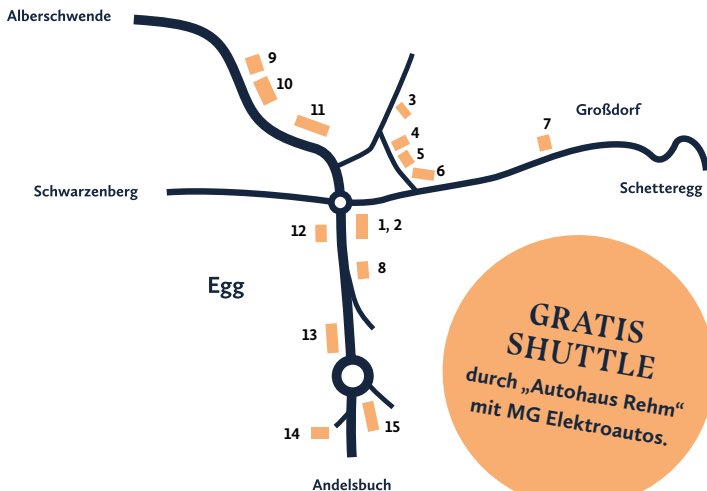 Alberschwende
9
10
11
3
4
5
6
7
Großdorf
Schetteregg
Schwarzenberg
12
1, 2
8
Egg
13
14
15
Andelsbuch
GRATIS
SHUTTLE
durch „Autohaus Rehm“
mit MG Elektroautos.